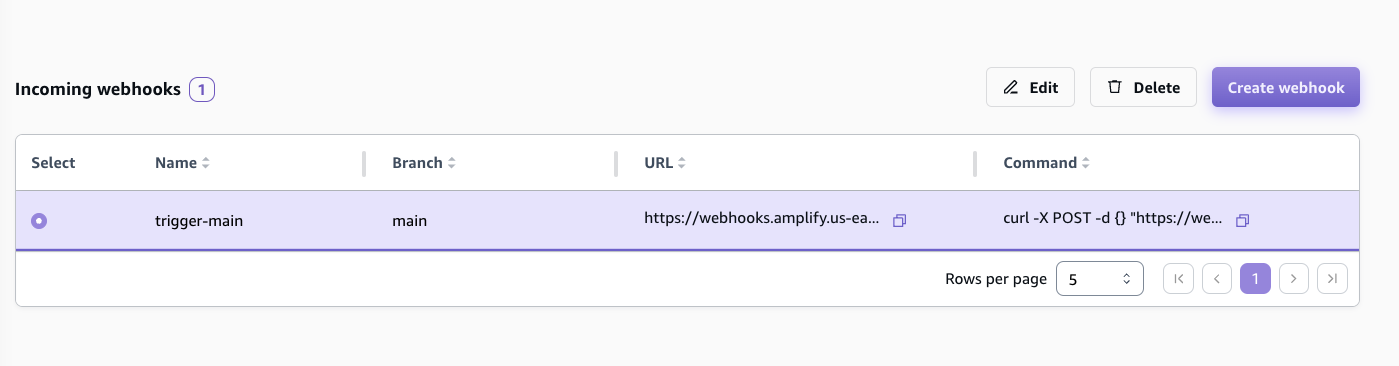 Incoming webhooks 1 Edit Delete Create webhook
Select Name Branch URL Command
trigger-main main https://webhooks.amplify.us-ea... curl -X POST -d {} "https://we...
Rows per page 5 1